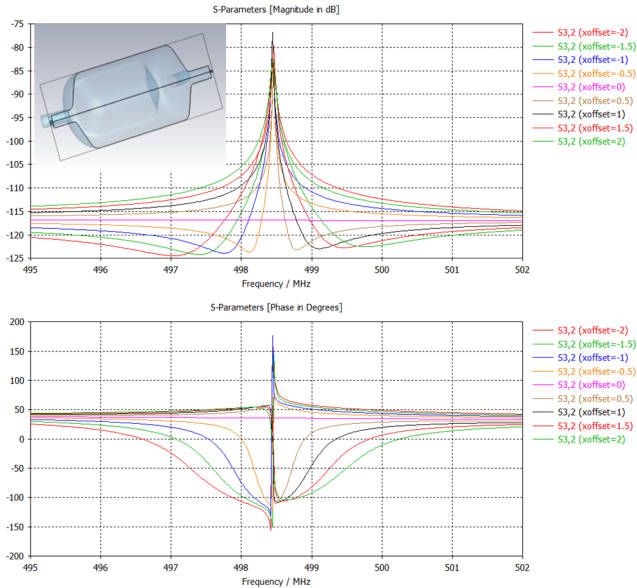 S-Parameters [Magnitude in dB]
-75
-80
-85
-90
-95
-100
-105
-110
-115
-120
-125
495
496
497
498
499
500
501
502
Frequency / MHz
S3,2 (xoffset=-2)
S3,2 (xoffset=-1.5)
S3,2 (xoffset=-1)
S3,2 (xoffset=-0.5)
S3,2 (xoffset=0)
S3,2 (xoffset=0.5)
S3,2 (xoffset=1)
S3,2 (xoffset=1.5)
S3,2 (xoffset=2)
S-Parameters [Phase in Degrees]
200
150
100
50
0
-50
-100
-150
-200
495
496
497
498
499
500
501
502
Frequency / MHz
S3,2 (xoffset=-2)
S3,2 (xoffset=-1.5)
S3,2 (xoffset=-1)
S3,2 (xoffset=-0.5)
S3,2 (xoffset=0)
S3,2 (xoffset=0.5)
S3,2 (xoffset=1)
S3,2 (xoffset=1.5)
S3,2 (xoffset=2)